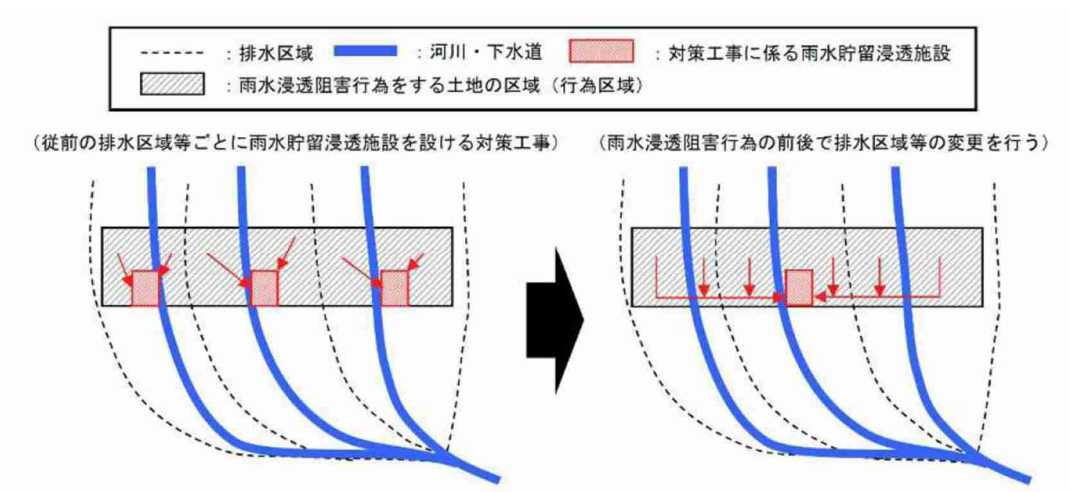 ：排水区域　：河川・下水道　：対策工事に係る雨水貯留浸透施設
：雨水浸透阻害行為をする土地の区域（行為区域）
（従前の排水区域等ごとに雨水貯留浸透施設を設ける対策工事）
（雨水浸透阻害行為の前後で排水区域等の変更を行う）